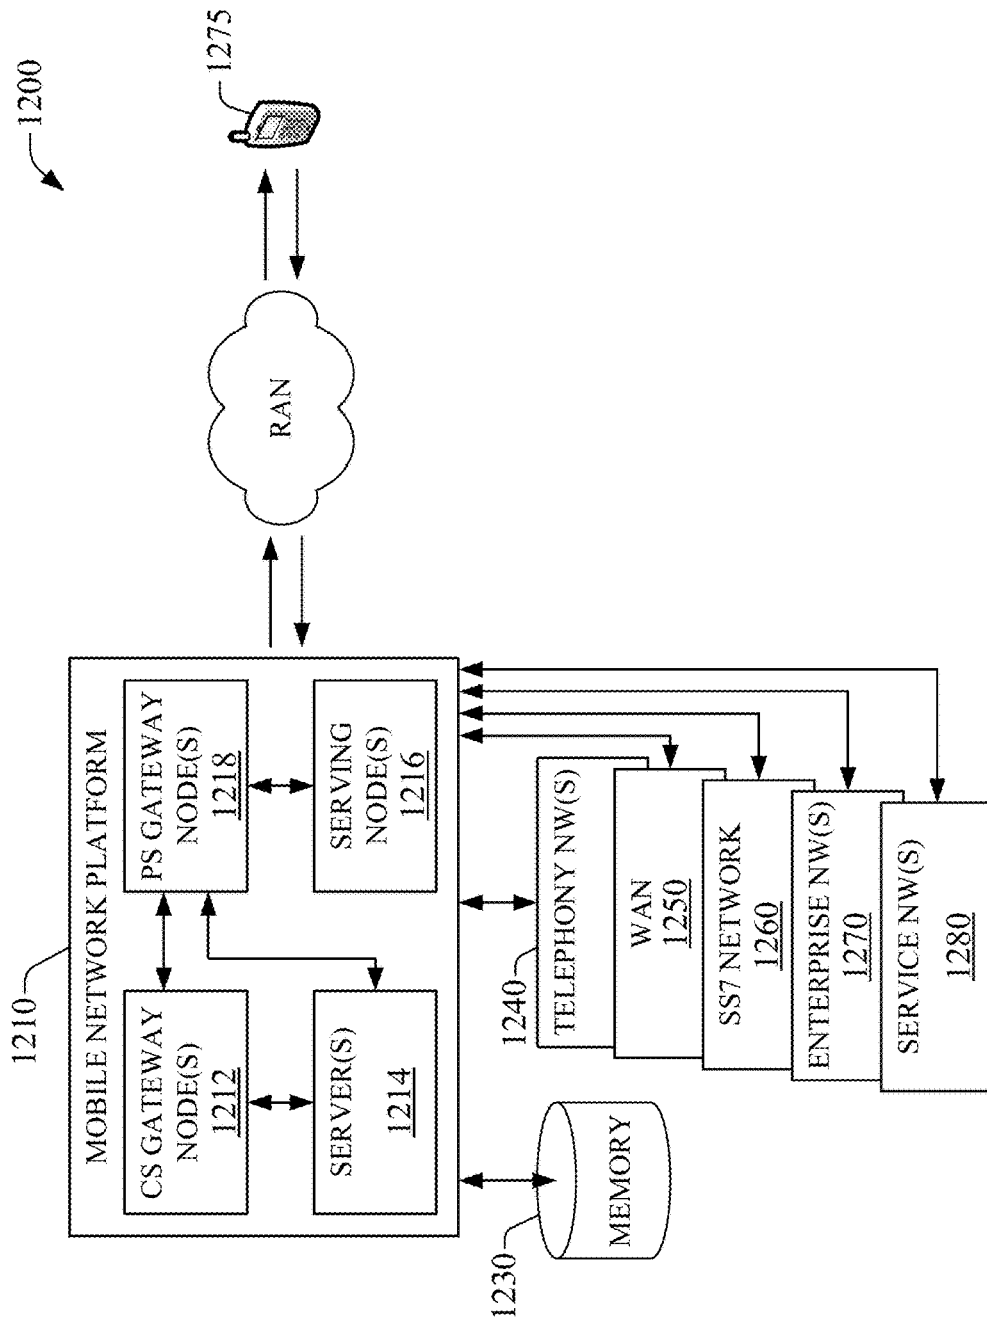 1200
1210
MOBILE NETWORK PLATFORM
CS GATEWAY
NODE(S)
1212
PS GATEWAY
NODE(S)
1218
SERVER(S)
1214
SERVING
NODE(S)
1216
RAN
1275
1230
MEMORY
1240
TELEPHONY NW(S)
WAN
1250
SS7 NETWORK
1260
ENTERPRISE NW(S)
1270
SERVICE NW(S)
1280